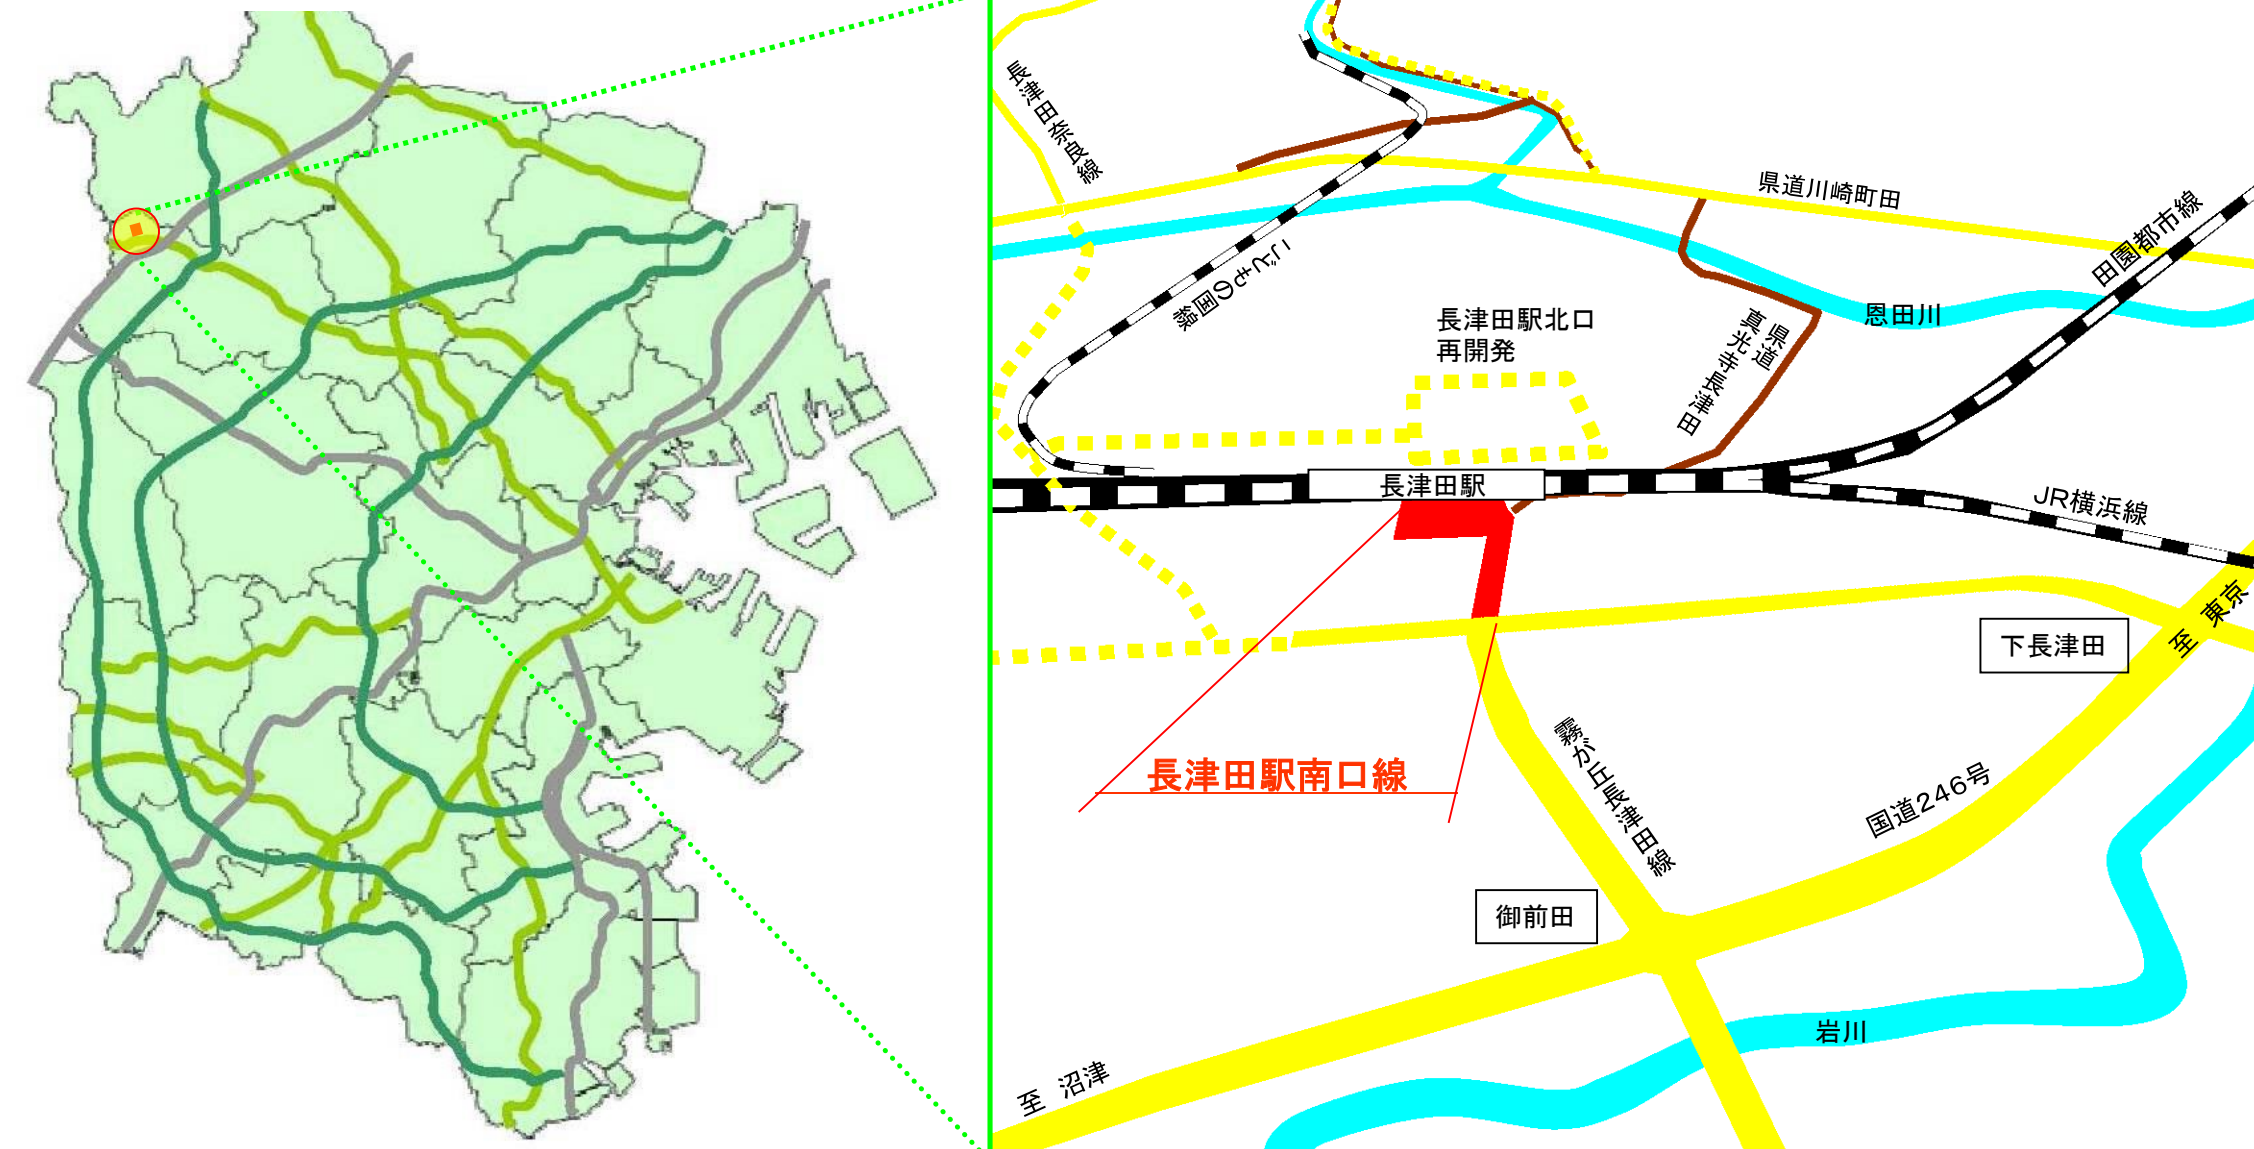 長津田奈良線
県道川崎町田
田園都市線
こどもの国線
恩田川
長津田駅北口
再開発
県道
真光寺長津田
長津田駅
JR横浜線
至 東京
下長津田
長津田駅南口線
霧が丘長津田線
国道246号
御前田
岩川
至 沼津